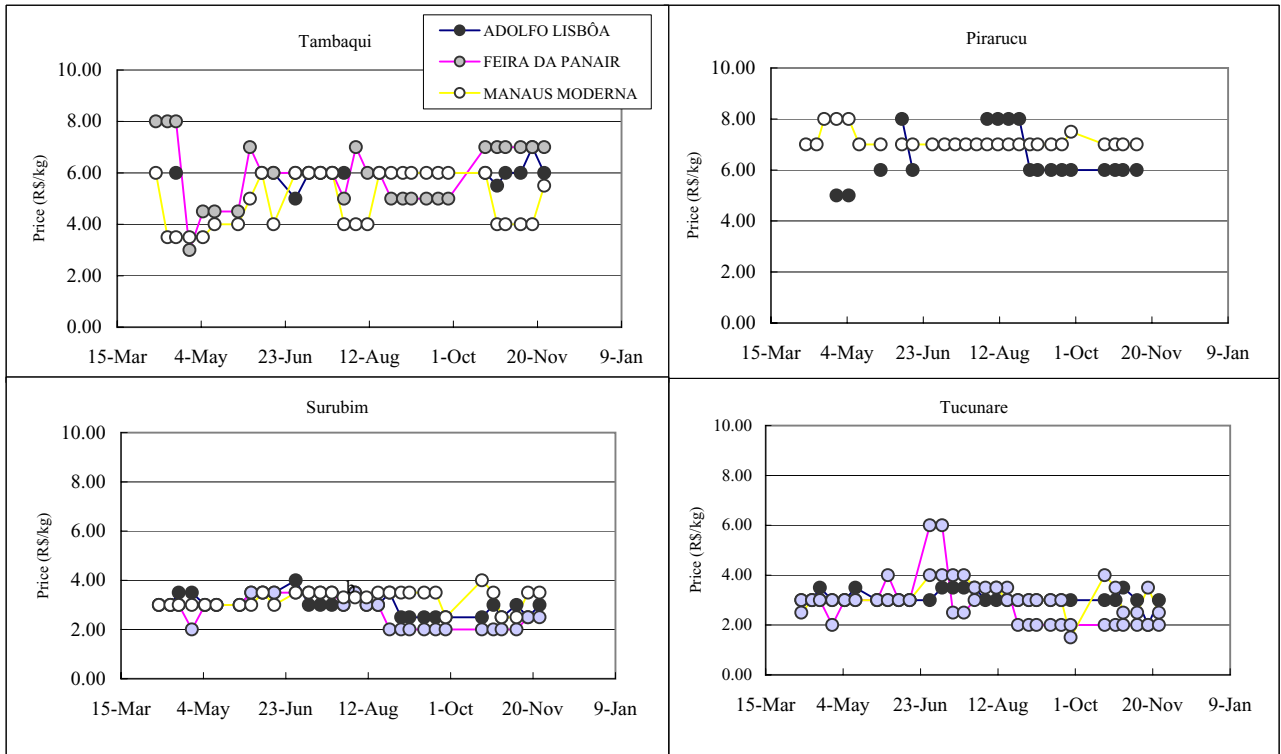 Tambaqui
ADOLFO LISBÔA
FEIRA DA PANAIR
MANAUS MODERNA
Price (R$/kg)
10.00
8.00
6.00
4.00
2.00
0.00
15-Mar 4-May 23-Jun 12-Aug 1-Oct 20-Nov 9-Jan
Pirarucu
Price (R$/kg)
10.00
8.00
6.00
4.00
2.00
0.00
15-Mar 4-May 23-Jun 12-Aug 1-Oct 20-Nov 9-Jan
Surubim
Price (R$/kg)
10.00
8.00
6.00
4.00
2.00
0.00
15-Mar 4-May 23-Jun 12-Aug 1-Oct 20-Nov 9-Jan
Tucunare
Price (R$/kg)
10.00
8.00
6.00
4.00
2.00
0.00
15-Mar 4-May 23-Jun 12-Aug 1-Oct 20-Nov 9-Jan